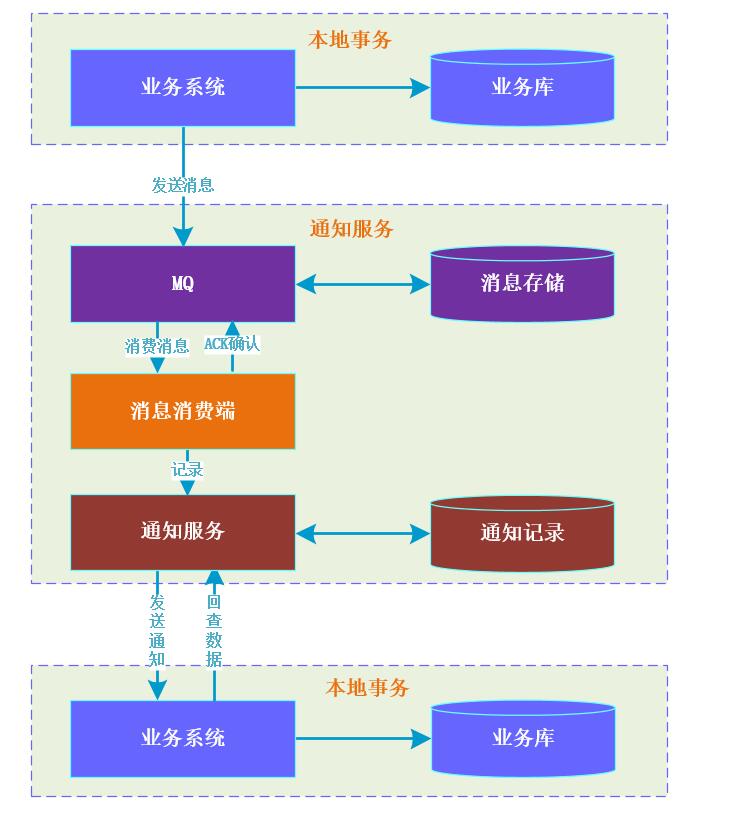 本地事务
业务系统
业务库
发送消息
通知服务
MQ
消息存储
消费消息
ACK确认
消息消费端
记录
通知服务
通知记录
发送通知
回查数据
本地事务
业务系统
业务库